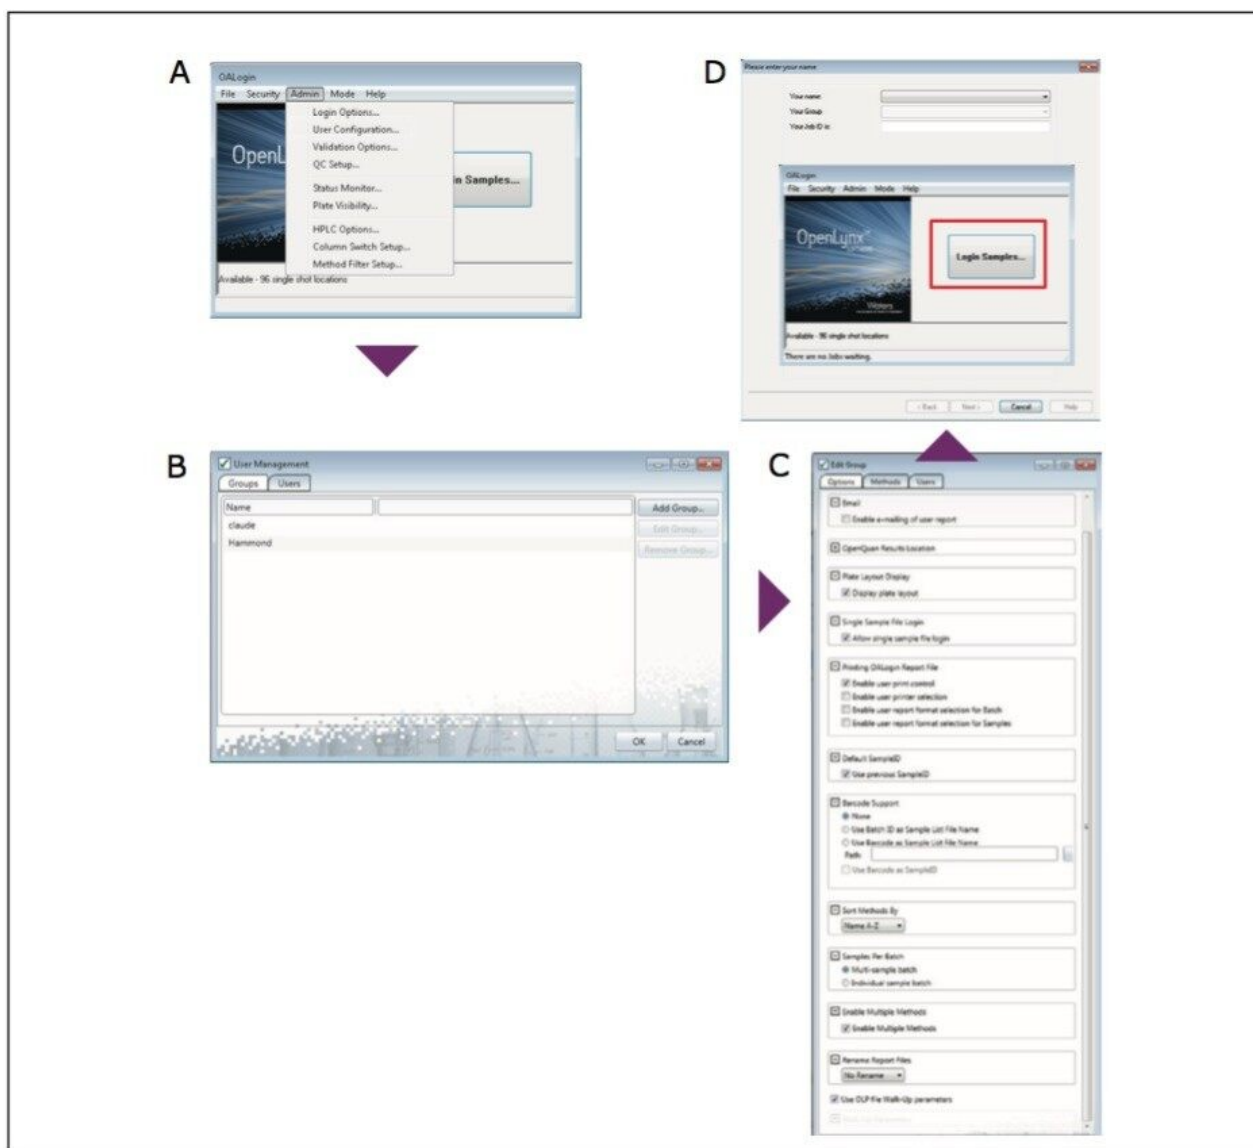 A
OALogin
File Security Admin Mode Help
Login Options...
User Configuration...
Validation Options...
QC Setup...
Status Monitor...
Plate Visibility...
HPLC Options...
Column Switch Setup...
Method Filter Setup...
OpenL
in Samples...
Available - 96 single shot locations
D
Please enter your name
Your name:
Your Group
Your Job ID is:
OALogin
File Security Admin Mode Help
OpenLynx
Login Samples...
Waters
Available - 96 single shot locations
There are no Jobs waiting.
< Back Next > Cancel Help
B
User Management
Groups Users
Name
claude
Hammond
Add Group...
Edit Group...
Remove Group...
OK Cancel
C
Edit Group
Options Methods Users
Email
Enable e-mailing of user report
OpenQuan Results Location
Plate Layout Display
Display plate layout
Single Sample File Login
Allow single sample file login
Printing OALogin Report File
Enable user print control
Enable user printer selection
Enable user report format selection for Batch
Enable user report format selection for Samples
Default SampleID
Use previous SampleID
Barcode Support
None
Use Batch ID as Sample List File Name
Use Barcode as Sample List File Name
Path:
Use Barcode as SampleID
Sort Methods By
Name A-Z
Samples Per Batch
Multi-sample batch
Individual sample batch
Enable Multiple Methods
Enable Multiple Methods
Rename Report Files
No Rename
Use OLP file Walk-Up parameters